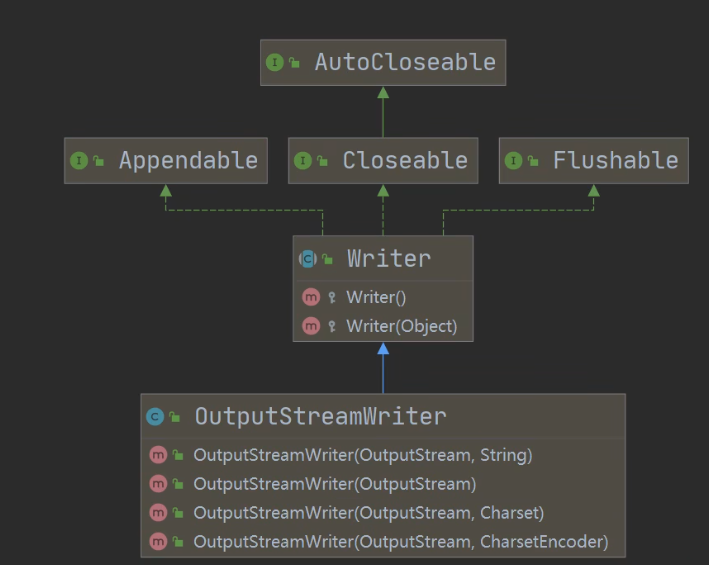 AutoCloseable
Appendable
Closeable
Flushable
Writer
Writer()
Writer(Object)
OutputStreamWriter
OutputStreamWriter(OutputStream, String)
OutputStreamWriter(OutputStream)
OutputStreamWriter(OutputStream, Charset)
OutputStreamWriter(OutputStream, CharsetEncoder)